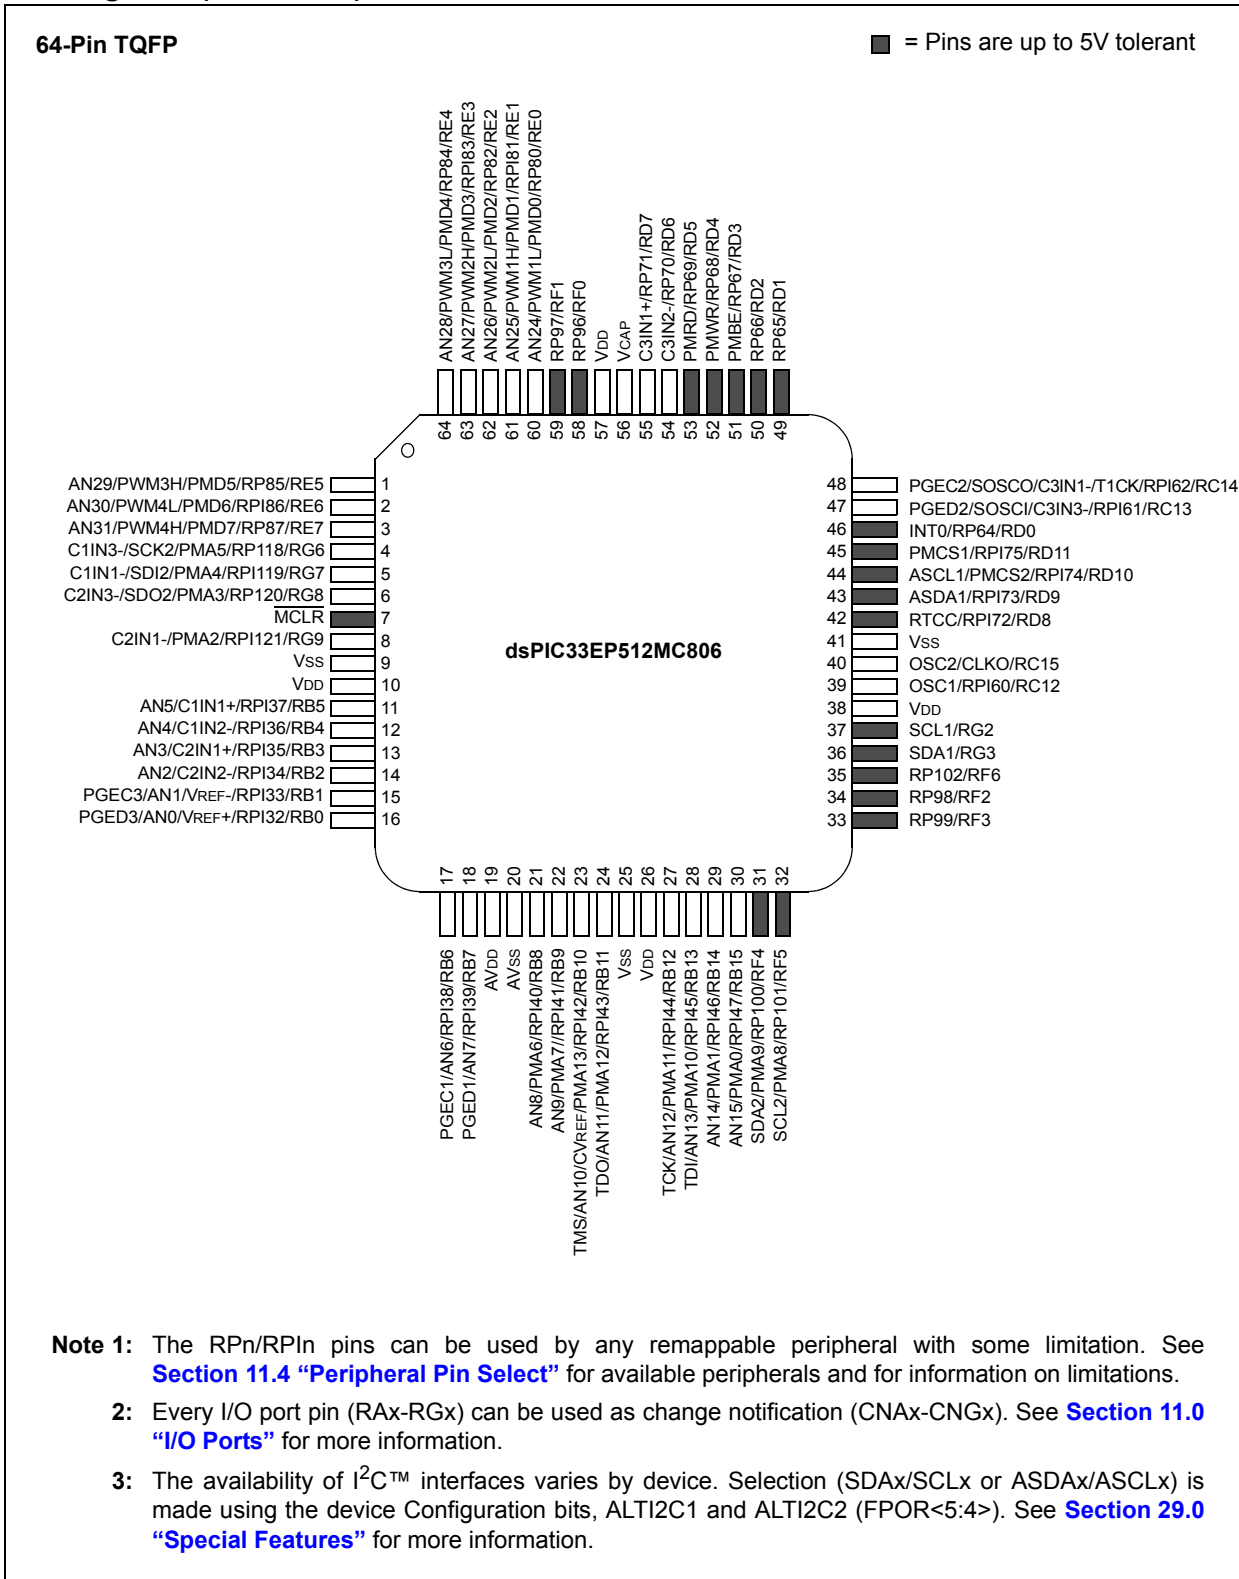 64-Pin TQFP
= Pins are up to 5V tolerant
AN28/PWM3L/PMD4/RP84/RE4
AN27/PWM2H/PMD3/RPI83/RE3
AN26/PWM2L/PMD2/RP82/RE2
AN25/PWM1H/PMD1/RPI81/RE1
AN24/PWM1L/PMD0/RP80/RE0
RP97/RF1
RP96/RF0
VDD
VCAP
C3IN1+/RP71/RD7
C3IN2-/RP70/RD6
PMRD/RP69/RD5
PMWR/RP68/RD4
PMBE/RP67/RD3
RP66/RD2
RP65/RD1
64 63 62 61 60 59 58 57 56 55 54 53 52 51 50 49
AN29/PWM3H/PMD5/RP85/RE5 1
AN30/PWM4L/PMD6/RPI86/RE6 2
AN31/PWM4H/PMD7/RP87/RE7 3
C1IN3-/SCK2/PMA5/RP118/RG6 4
C1IN1-/SDI2/PMA4/RPI119/RG7 5
C2IN3-/SDO2/PMA3/RP120/RG8 6
MCLR 7
C2IN1-/PMA2/RPI121/RG9 8
VSS 9
VDD 10
AN5/C1IN1+/RPI37/RB5 11
AN4/C1IN2-/RPI36/RB4 12
AN3/C2IN1+/RPI35/RB3 13
AN2/C2IN2-/RPI34/RB2 14
PGEC3/AN1/VREF-/RPI33/RB1 15
PGED3/AN0/VREF+/RPI32/RB0 16
dsPIC33EP512MC806
48 PGEC2/SOSCO/C3IN1-/T1CK/RPI62/RC14
47 PGED2/SOSCI/C3IN3-/RPI61/RC13
46 INT0/RP64/RD0
45 PMCS1/RPI75/RD11
44 ASCL1/PMCS2/RPI74/RD10
43 ASDA1/RPI73/RD9
42 RTCC/RPI72/RD8
41 VSS
40 OSC2/CLKO/RC15
39 OSC1/RPI60/RC12
38 VDD
37 SCL1/RG2
36 SDA1/RG3
35 RP102/RF6
34 RP98/RF2
33 RP99/RF3
17 18 19 20 21 22 23 24 25 26 27 28 29 30 31 32
PGEC1/AN6/RPI38/RB6
PGED1/AN7/RPI39/RB7
AVDD
AVSS
AN8/PMA6/RPI40/RB8
AN9/PMA7//RPI41/RB9
TMS/AN10/CVREF/PMA13/RPI42/RB10
TDO/AN11/PMA12/RPI43/RB11
VSS
VDD
TCK/AN12/PMA11/RPI44/RB12
TDI/AN13/PMA10/RPI45/RB13
AN14/PMA1/RPI46/RB14
AN15/PMA0/RPI47/RB15
SDA2/PMA9/RP100/RF4
SCL2/PMA8/RP101/RF5
Note 1: The RPn/RPIn pins can be used by any remappable peripheral with some limitation. See
Section 11.4 “Peripheral Pin Select” for available peripherals and for information on limitations.
2: Every I/O port pin (RAx-RGx) can be used as change notification (CNAx-CNGx). See Section 11.0
“I/O Ports” for more information.
3: The availability of I2C™ interfaces varies by device. Selection (SDAx/SCLx or ASDAx/ASCLx) is
made using the device Configuration bits, ALTI2C1 and ALTI2C2 (FPOR<5:4>). See Section 29.0
“Special Features” for more information.